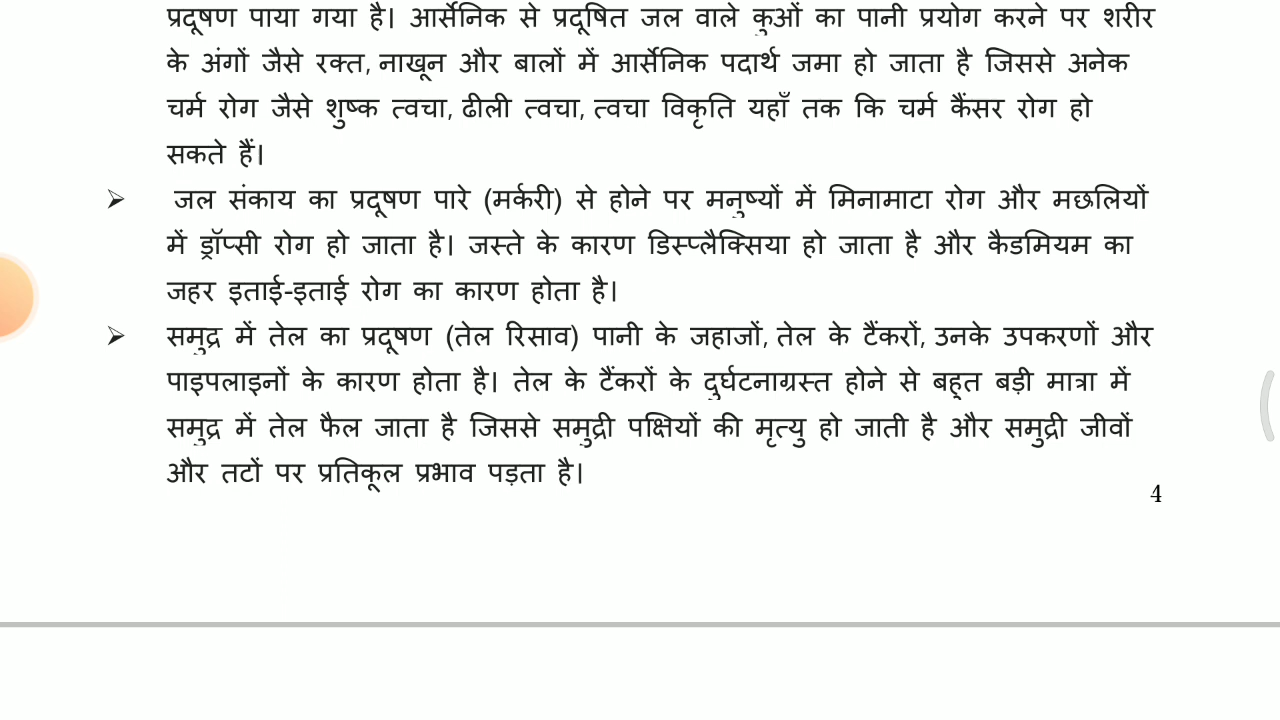 प्रदूषण पाया गया है। आर्सेनिक से प्रदूषित जल वाले कुओं का पानी प्रयोग करने पर शरीर
के अंगों जैसे रक्त, नाखून और बालों में आर्सेनिक पदार्थ जमा हो जाता है जिससे अनेक
चर्म रोग जैसे शुष्क त्वचा, ढीली त्वचा, त्वचा विकृति यहाँ तक कि चर्म कैंसर रोग हो
सकते हैं।
➢ जल संकाय का प्रदूषण पारे (मर्करी) से होने पर मनुष्यों में मिनामाटा रोग और मछलियों
में ड्रॉप्सी रोग हो जाता है। जस्ते के कारण डिस्प्लैक्सिया हो जाता है और कैडमियम का
जहर इताई-इताई रोग का कारण होता है।
➢ समुद्र में तेल का प्रदूषण (तेल रिसाव) पानी के जहाजों, तेल के टैंकरों, उनके उपकरणों और
पाइपलाइनों के कारण होता है। तेल के टैंकरों के दुर्घटनाग्रस्त होने से बहुत बड़ी मात्रा में
समुद्र में तेल फैल जाता है जिससे समुद्री पक्षियों की मृत्यु हो जाती है और समुद्री जीवों
और तटों पर प्रतिकूल प्रभाव पड़ता है।
4